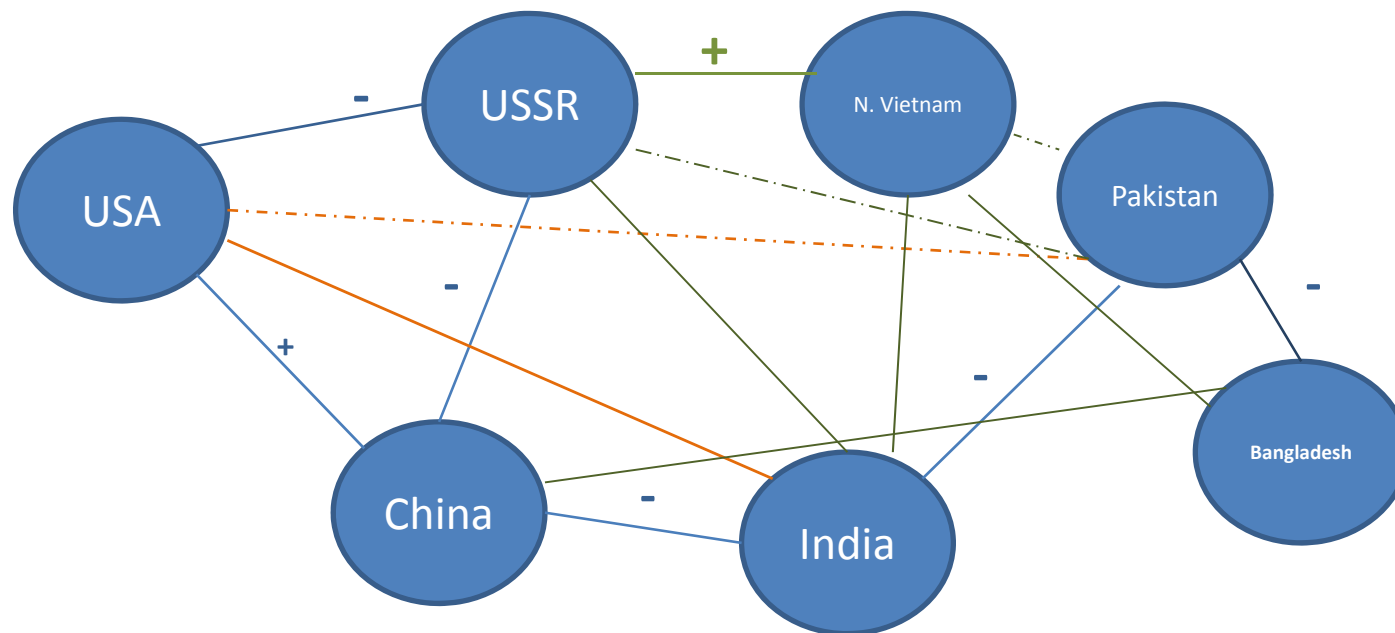 +
-
USSR
N. Vietnam
USA
Pakistan
-
-
+
-
-
China
India
Bangladesh